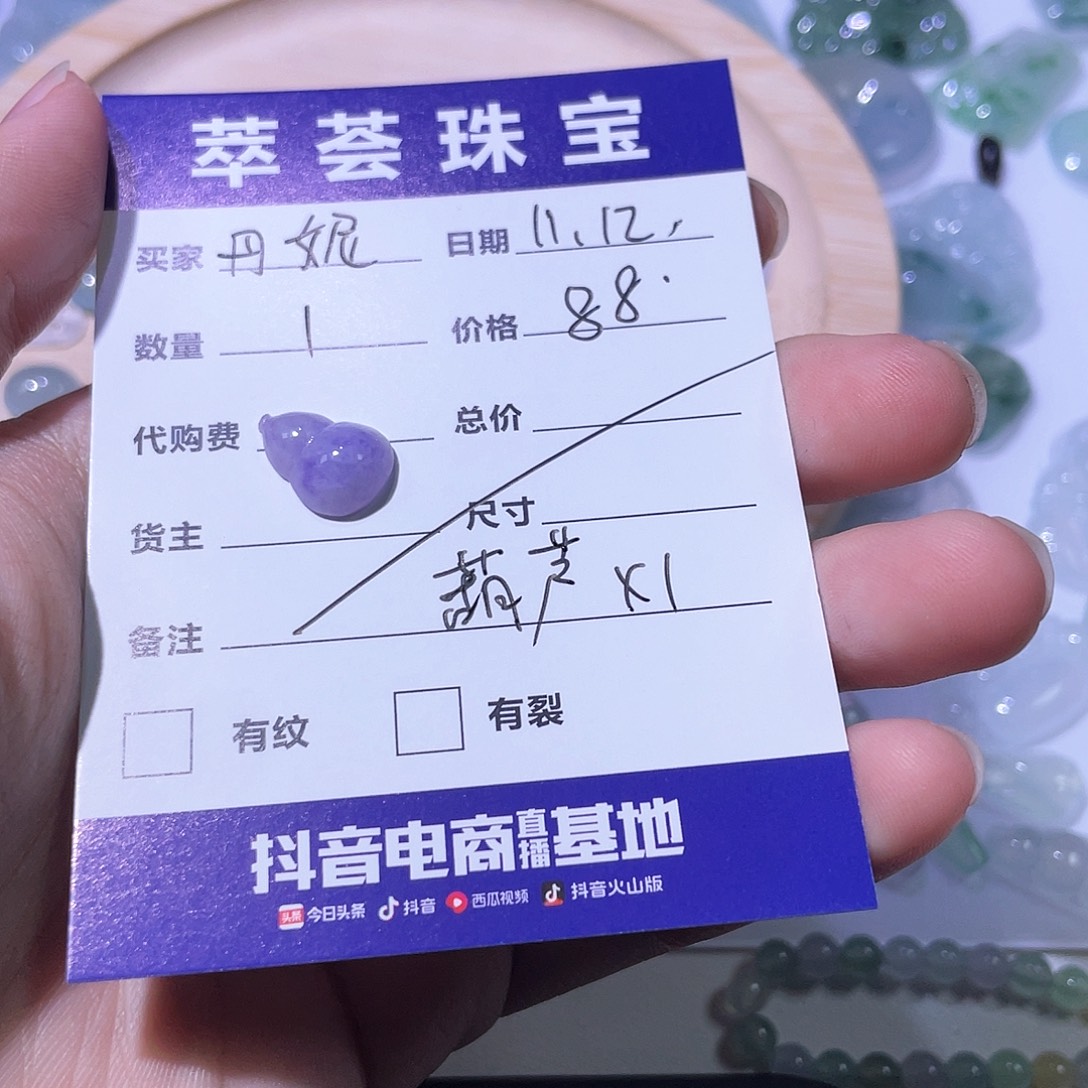 萃荟珠宝
买家 丹妮 日期 11.12.
数量 1 价格 88.
代购费 总价
货主 尺寸
备注 葫芦 x1
有纹 有裂
抖音电商直播基地
头条 今日头条 抖音 西瓜视频 抖音火山版